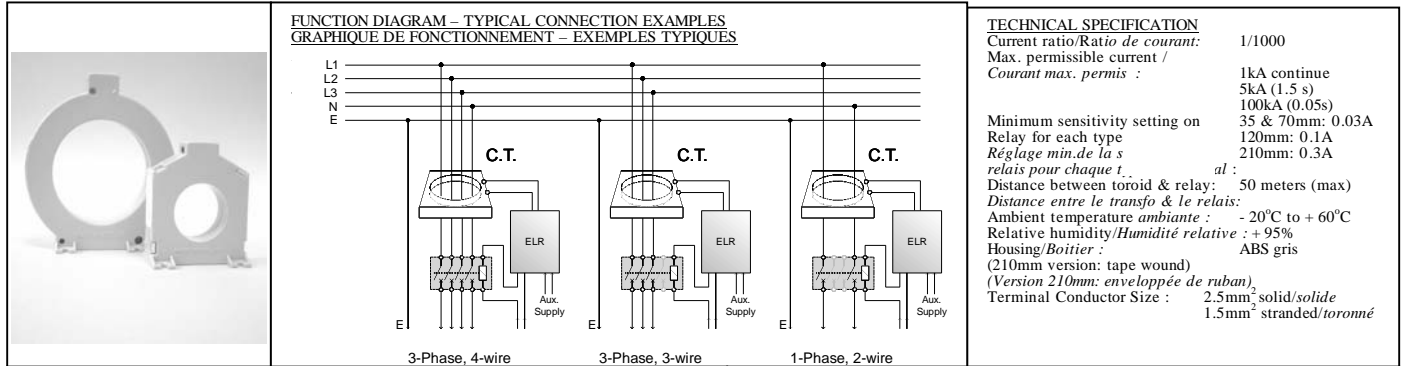 FUNCTION DIAGRAM – TYPICAL CONNECTION EXAMPLES
GRAPHIQUE DE FONCTIONNEMENT – EXEMPLES TYPIQUES
L1
L2
L3
N
E
C.T. C.T. C.T.
ELR ELR ELR
Aux. Supply Aux. Supply Aux. Supply
E E E
3-Phase, 4-wire 3-Phase, 3-wire 1-Phase, 2-wire
TECHNICAL SPECIFICATION
Current ratio/Ratio de courant: 1/1000
Max. permissible current /
Courant max. permis : 1kA continue
5kA (1.5 s)
100kA (0.05s)
Minimum sensitivity setting on 35 & 70mm: 0.03A
Relay for each type 120mm: 0.1A
Réglage min.de la s 210mm: 0.3A
relais pour chaque al :
Distance between toroid & relay: 50 meters (max)
Distance entre le transfo & le relais:
Ambient temperature ambiante : - 20°C to + 60°C
Relative humidity/Humidité relative : + 95%
Housing/Boitier : ABS gris
(210mm version: tape wound)
(Version 210mm: enveloppée de ruban)
Terminal Conductor Size : 2.5mm² solid/solide
1.5mm² stranded/toronné